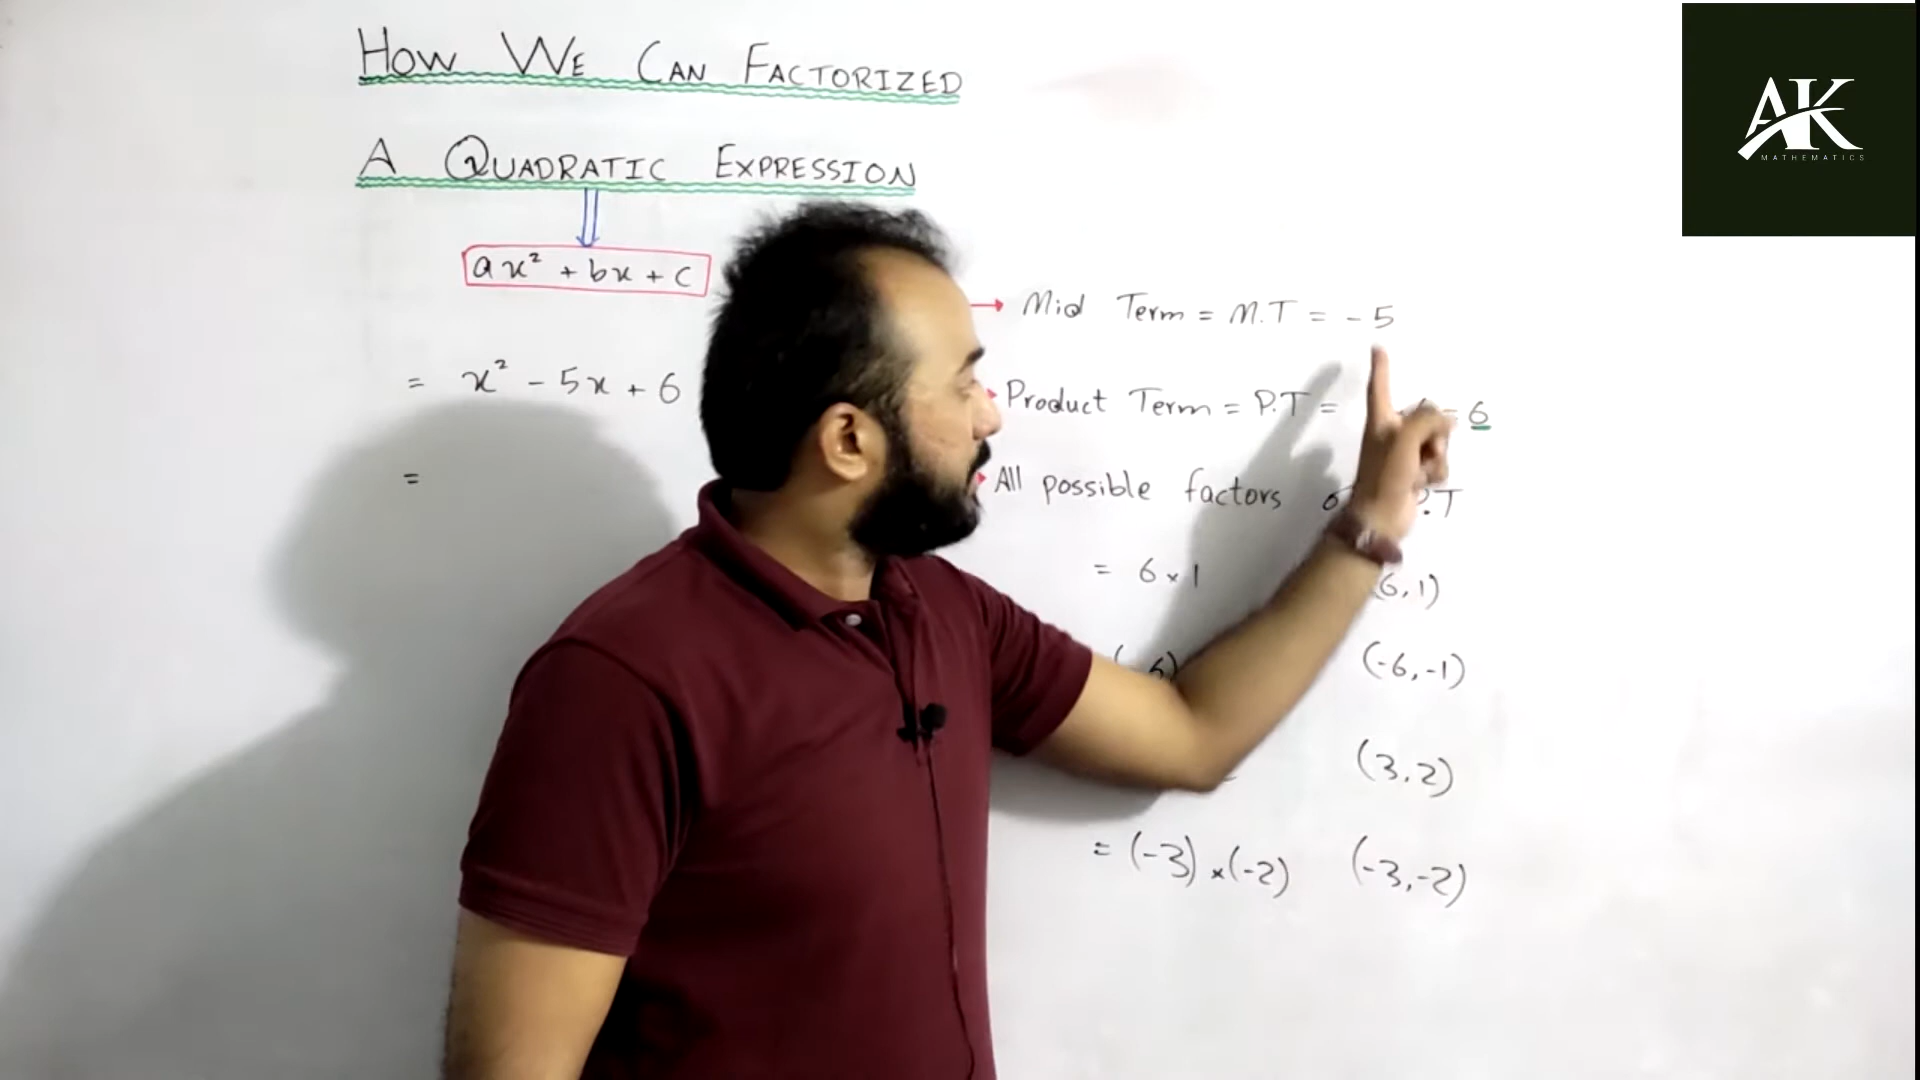 How We Can Factorized
A Quadratic Expression
ax² + bx + c
= x² - 5x + 6
=
→ Mid Term = M.T = - 5
Product Term = P.T = = 6
All possible factors P.T
= 6 × 1 6, 1)
(-6, -1)
(3, 2)
= (-3) × (-2) (-3, -2)
AK
MATHEMATICS